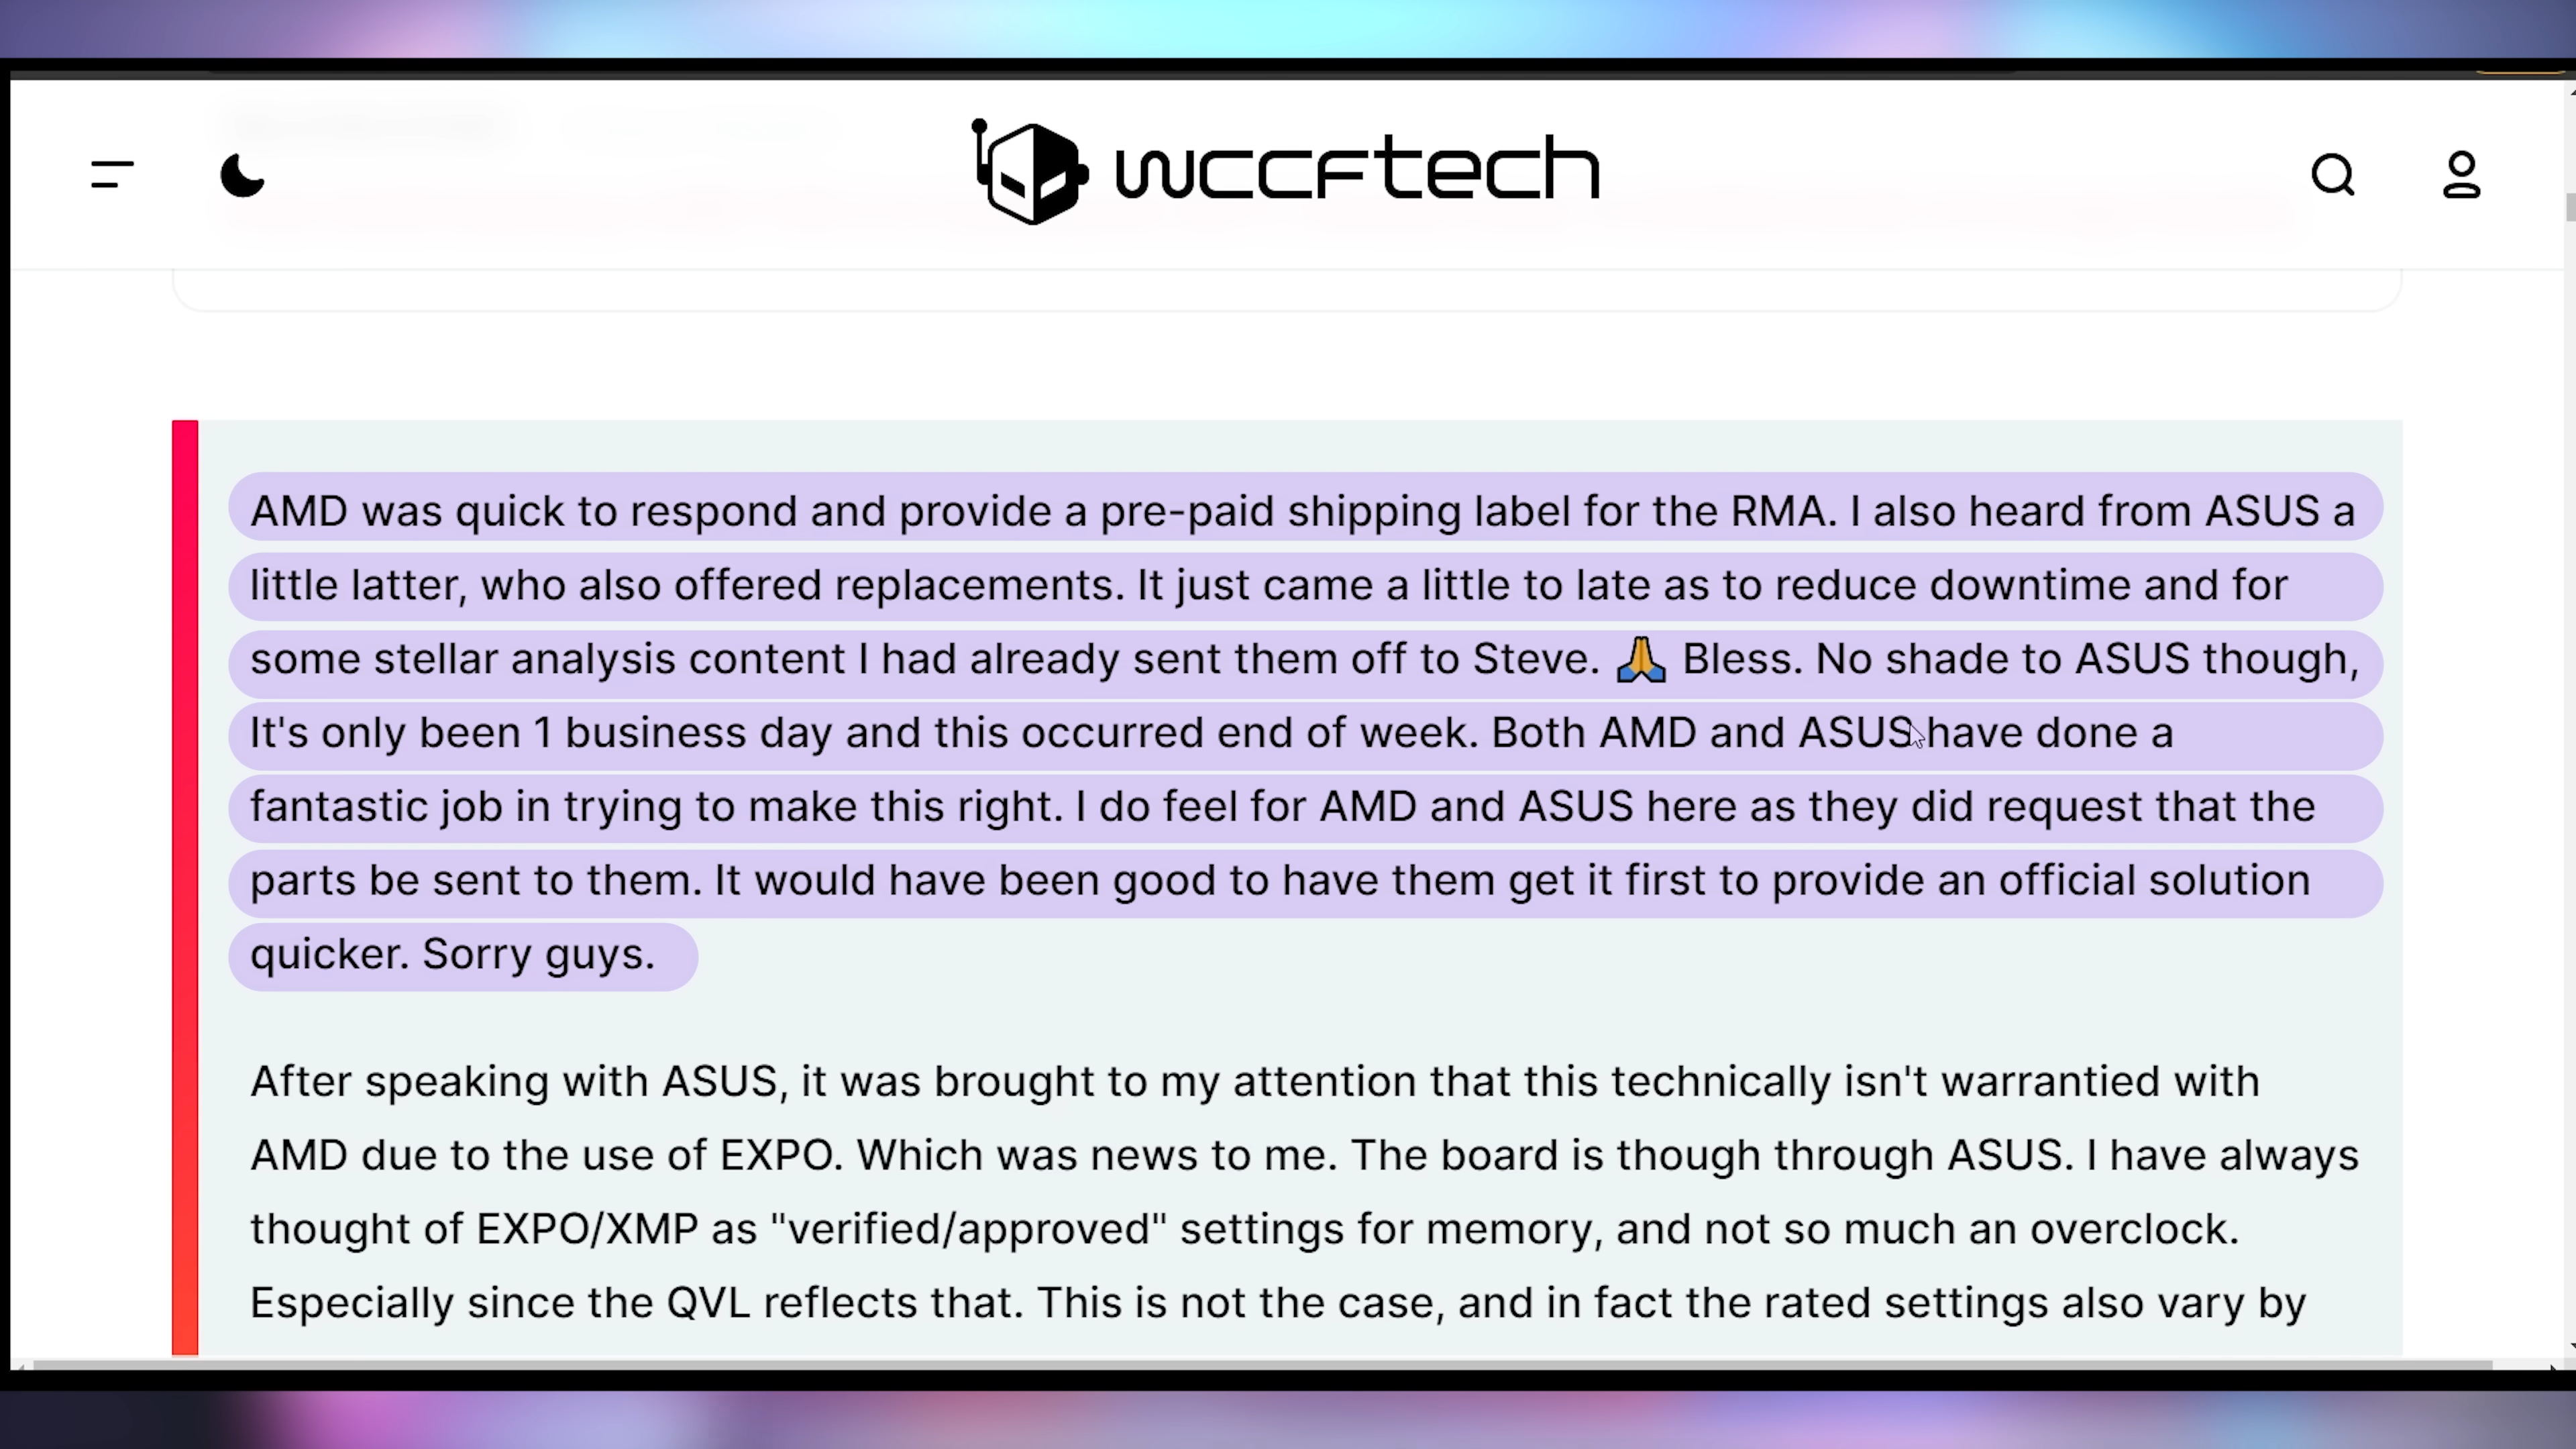 wccftech
AMD was quick to respond and provide a pre-paid shipping label for the RMA. I also heard from ASUS a
little latter, who also offered replacements. It just came a little to late as to reduce downtime and for
some stellar analysis content I had already sent them off to Steve. 🙏 Bless. No shade to ASUS though,
It's only been 1 business day and this occurred end of week. Both AMD and ASUS have done a
fantastic job in trying to make this right. I do feel for AMD and ASUS here as they did request that the
parts be sent to them. It would have been good to have them get it first to provide an official solution
quicker. Sorry guys.
After speaking with ASUS, it was brought to my attention that this technically isn't warrantied with
AMD due to the use of EXPO. Which was news to me. The board is though through ASUS. I have always
thought of EXPO/XMP as "verified/approved" settings for memory, and not so much an overclock.
Especially since the QVL reflects that. This is not the case, and in fact the rated settings also vary by